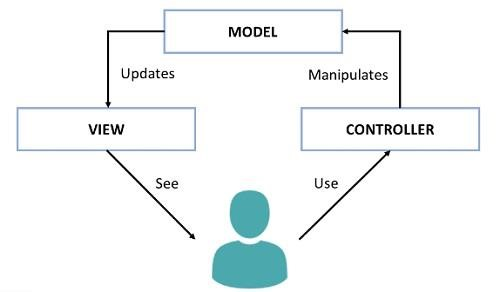 MODEL
Updates
Manipulates
VIEW
CONTROLLER
See
Use